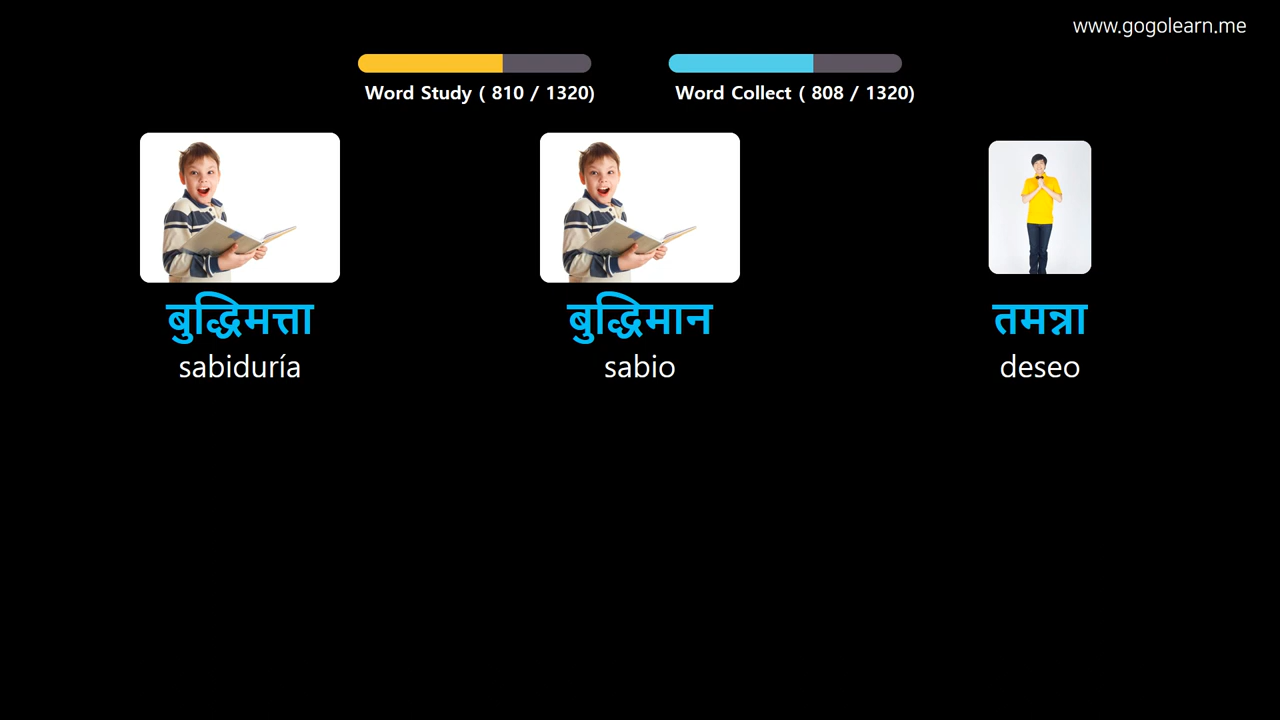 www.gogolearn.me
Word Study ( 810 / 1320)
Word Collect ( 808 / 1320)
बुद्धिमत्ता
बुद्धिमान
तमन्ना
sabiduría
sabio
deseo